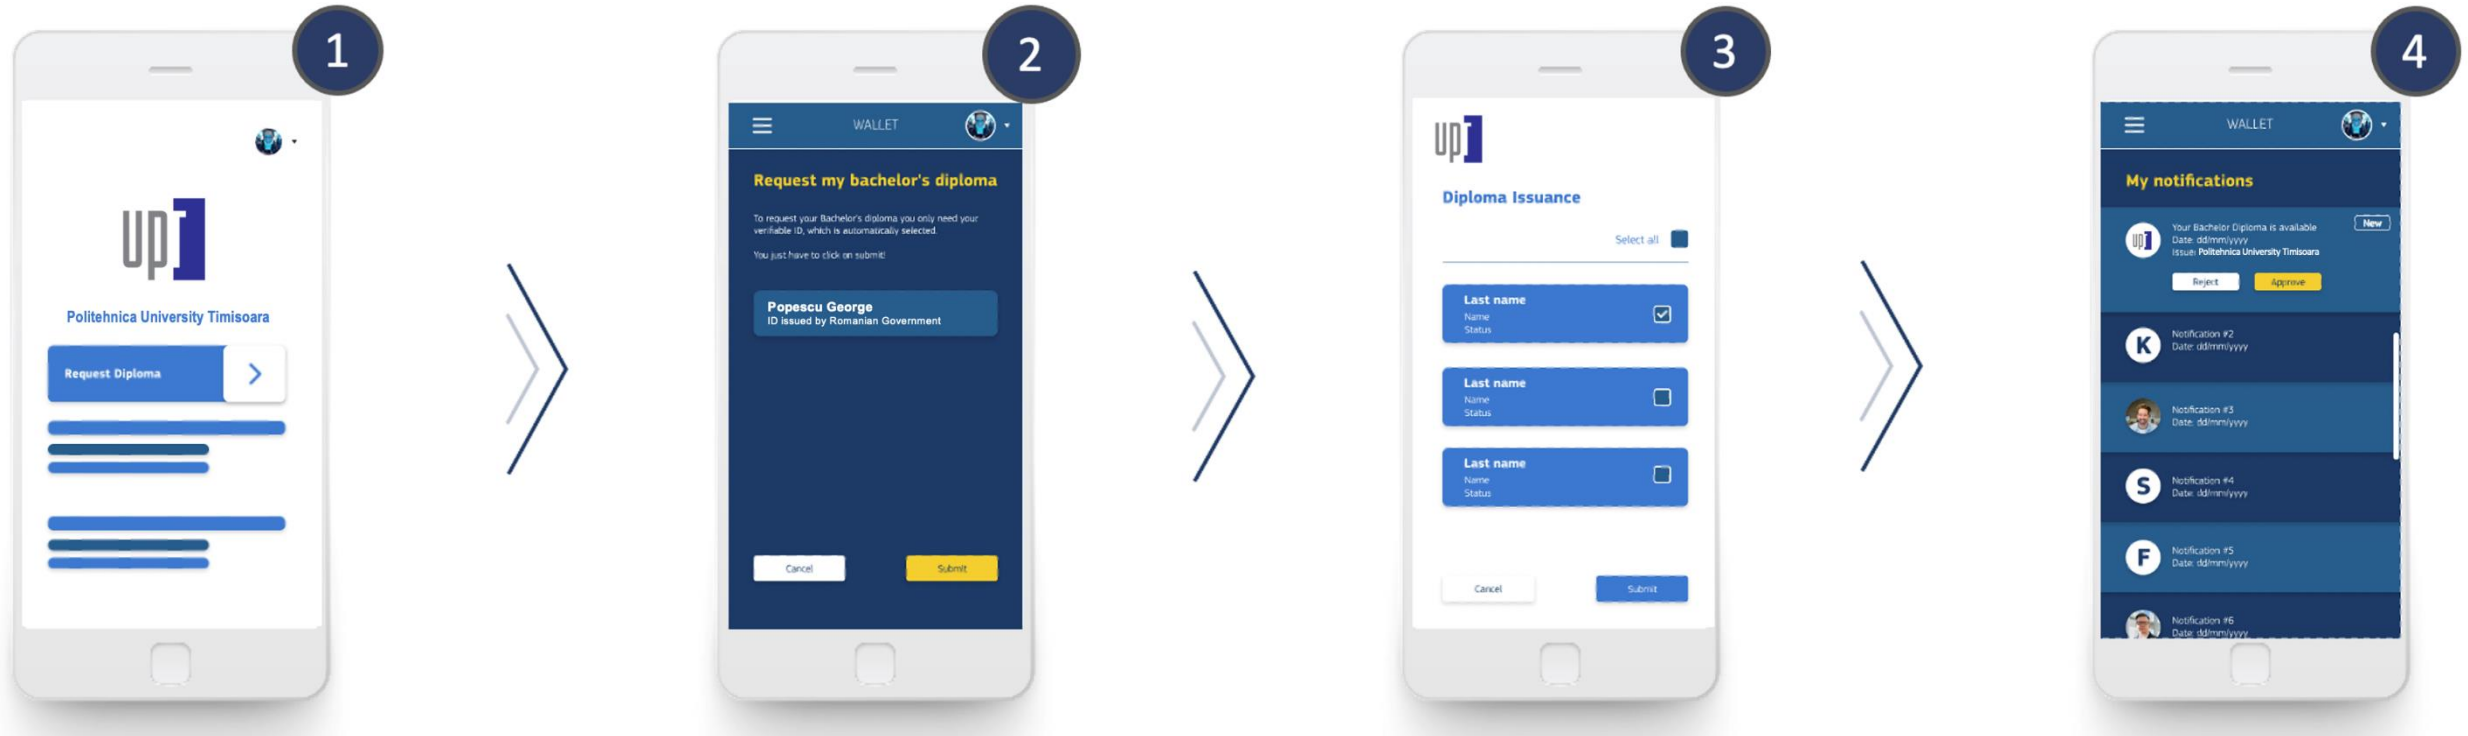 1
up
Politehnica University Timisoara
Request Diploma
2
WALLET
Request my bachelor's diploma
To request your Bachelor's diploma you only need your
verifiable ID, which is automatically selected.
You just have to click on submit!
Popescu George
ID issued by Romanian Government
Cancel
Submit
3
up
Diploma Issuance
Select all
Last name
Name
Status
Last name
Name
Status
Last name
Name
Status
Cancel
Submit
4
WALLET
My notifications
New
up
Your Bachelor Diploma is available
Date: dd/mm/yyyy
Issue: Politehnica University Timisoara
Reject
Approve
K
Notification #2
Date: dd/mm/yyyy
Notification #3
Date: dd/mm/yyyy
S
Notification #4
Date: dd/mm/yyyy
F
Notification #5
Date: dd/mm/yyyy
Notification #6
Date: dd/mm/yyyy